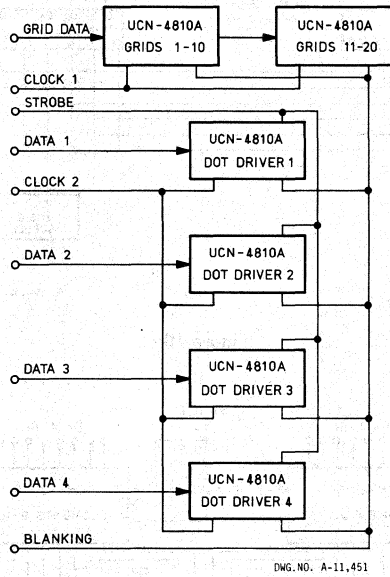 GRID DATA
UCN-4810A
GRIDS 1-10
UCN-4810A
GRIDS 11-20
CLOCK 1
STROBE
DATA 1
UCN-4810A
DOT DRIVER 1
CLOCK 2
DATA 2
UCN-4810A
DOT DRIVER 2
DATA 3
UCN-4810A
DOT DRIVER 3
DATA 4
UCN-4810A
DOT DRIVER 4
BLANKING
DWG.NO. A-11,451